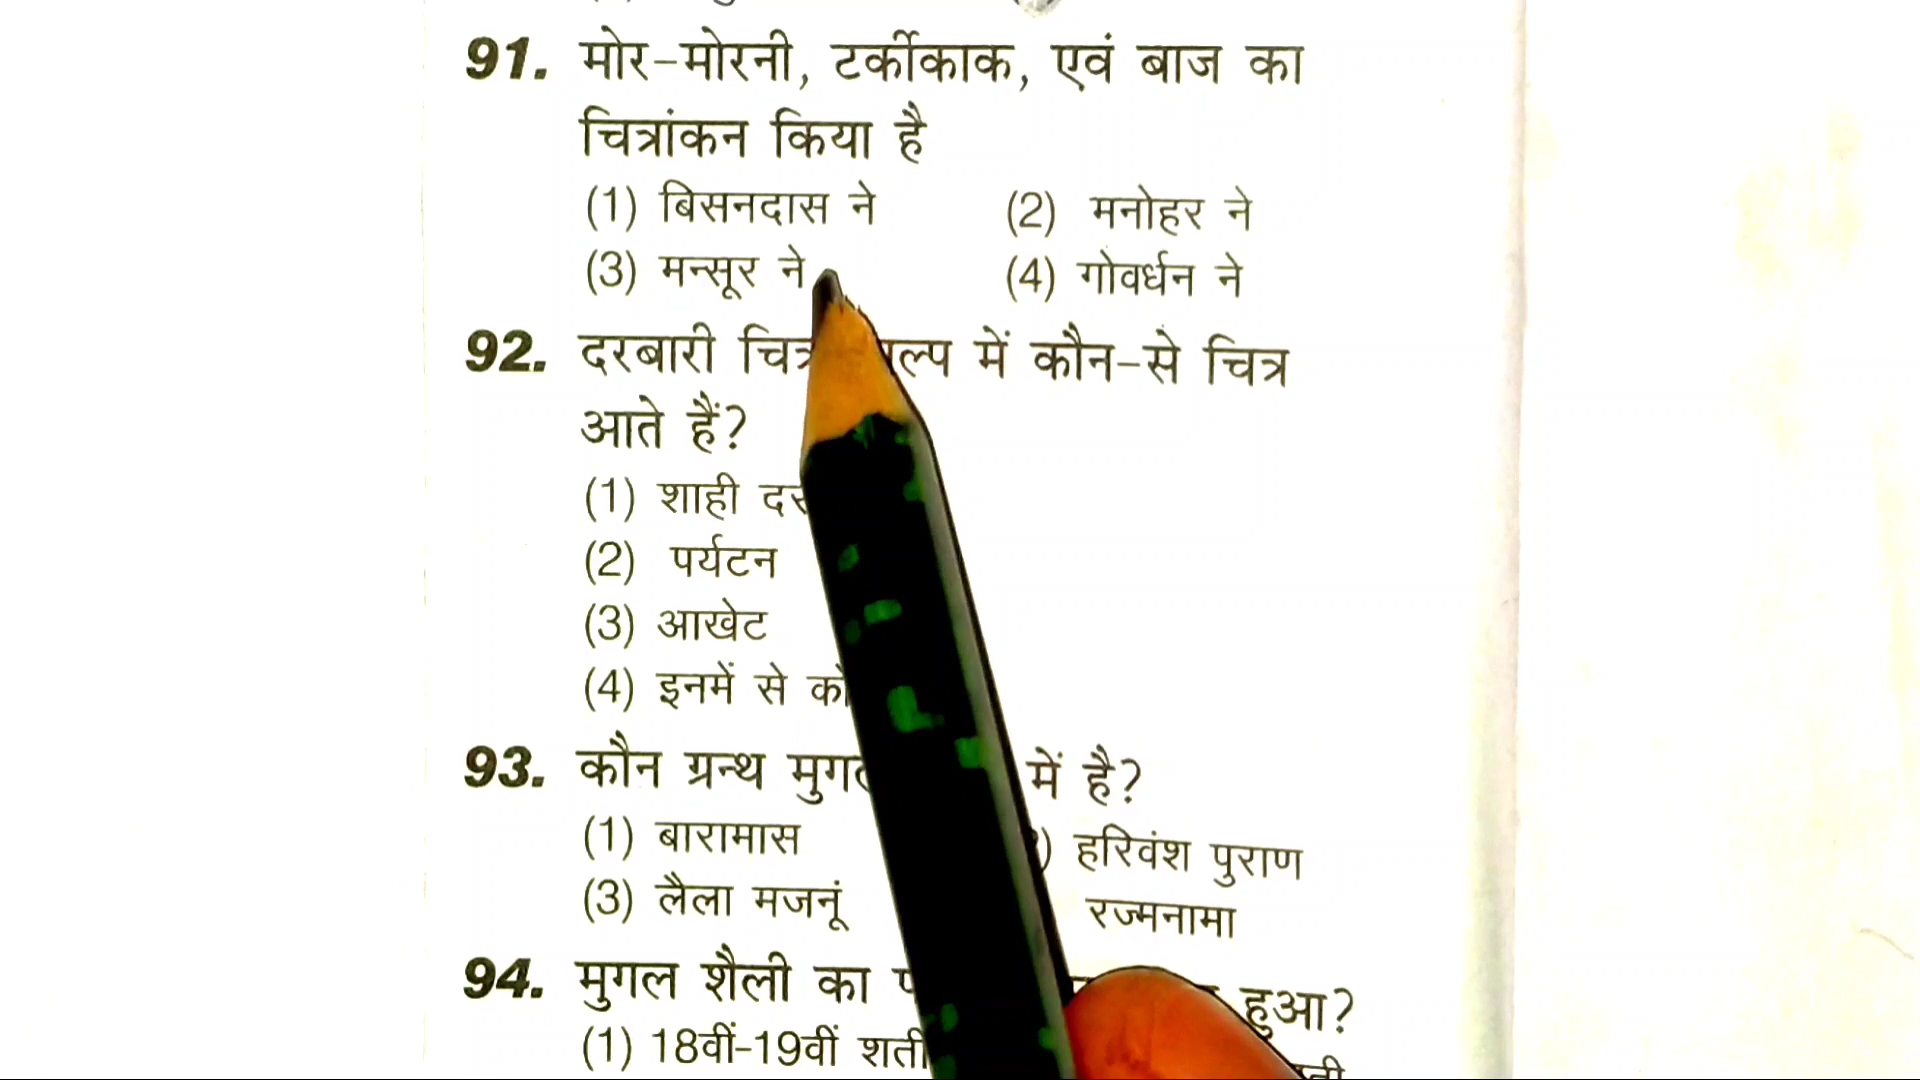 91. मोर-मोरनी, टर्कीकाक, एवं बाज का
चित्रांकन किया है
(1) बिसनदास ने (2) मनोहर ने
(3) मन्सूर ने (4) गोवर्धन ने
92. दरबारी में कौन-से चित्र
आते हैं?
(1) शाही
(2) पर्यटन
(3) आखेट
(4) इनमें से
93. कौन ग्रन्थ में है?
(1) बारामास हरिवंश पुराण
(3) लैला मजनूं रज्मनामा
94. मुगल शैली का हुआ?
(1) 18वीं-19वीं शती